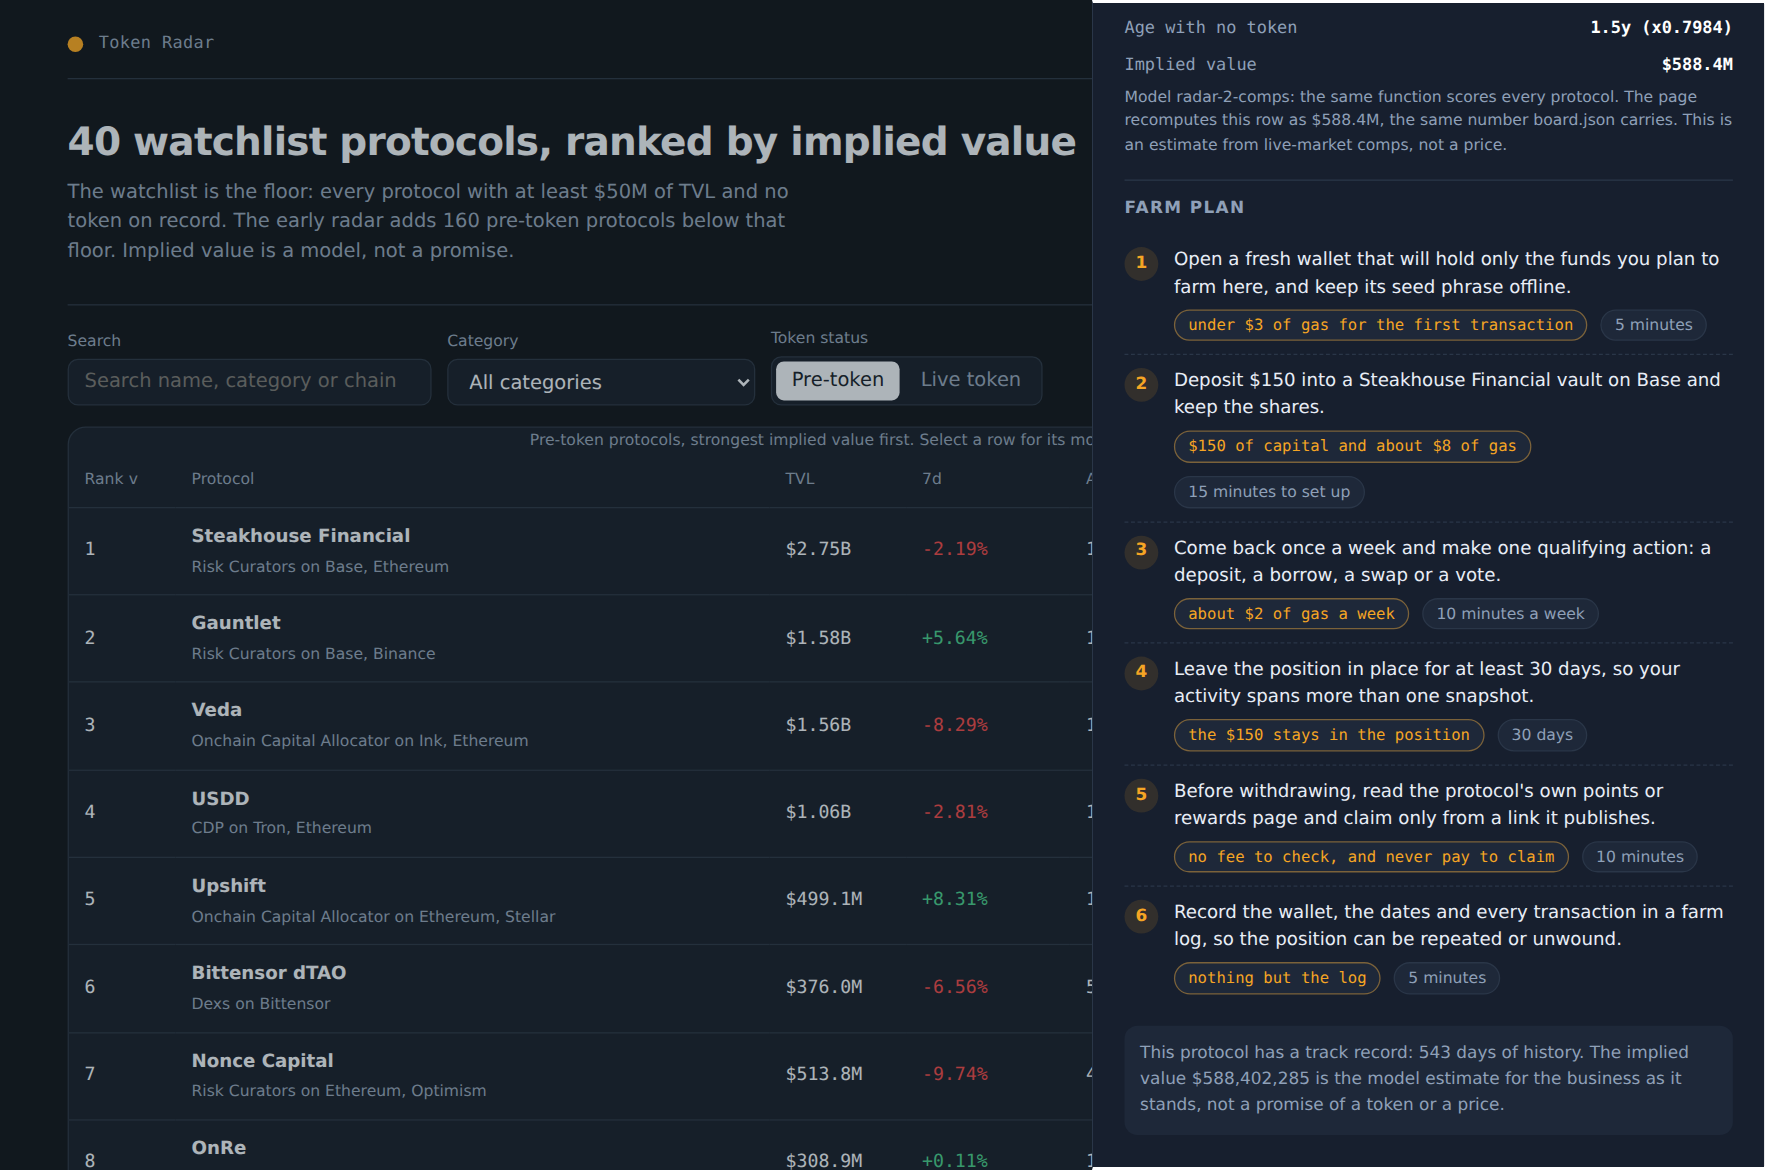 Token Radar
40 watchlist protocols, ranked by implied value
The watchlist is the floor: every protocol with at least $50M of TVL and no
token on record. The early radar adds 160 pre-token protocols below that
floor. Implied value is a model, not a promise.
Search
Category
Token status
Search name, category or chain
All categories
Pre-token
Live token
Pre-token protocols, strongest implied value first. Select a row for its mo
Rank v
Protocol
TVL
7d
1
Steakhouse Financial
Risk Curators on Base, Ethereum
$2.75B
-2.19%
2
Gauntlet
Risk Curators on Base, Binance
$1.58B
+5.64%
3
Veda
Onchain Capital Allocator on Ink, Ethereum
$1.56B
-8.29%
4
USDD
CDP on Tron, Ethereum
$1.06B
-2.81%
5
Upshift
Onchain Capital Allocator on Ethereum, Stellar
$499.1M
+8.31%
6
Bittensor dTAO
Dexs on Bittensor
$376.0M
-6.56%
7
Nonce Capital
Risk Curators on Ethereum, Optimism
$513.8M
-9.74%
8
OnRe
$308.9M
+0.11%
Age with no token
1.5y (x0.7984)
Implied value
$588.4M
Model radar-2-comps: the same function scores every protocol. The page
recomputes this row as $588.4M, the same number board.json carries. This is
an estimate from live-market comps, not a price.
FARM PLAN
1
Open a fresh wallet that will hold only the funds you plan to
farm here, and keep its seed phrase offline.
under $3 of gas for the first transaction
5 minutes
2
Deposit $150 into a Steakhouse Financial vault on Base and
keep the shares.
$150 of capital and about $8 of gas
15 minutes to set up
3
Come back once a week and make one qualifying action: a
deposit, a borrow, a swap or a vote.
about $2 of gas a week
10 minutes a week
4
Leave the position in place for at least 30 days, so your
activity spans more than one snapshot.
the $150 stays in the position
30 days
5
Before withdrawing, read the protocol's own points or
rewards page and claim only from a link it publishes.
no fee to check, and never pay to claim
10 minutes
6
Record the wallet, the dates and every transaction in a farm
log, so the position can be repeated or unwound.
nothing but the log
5 minutes
This protocol has a track record: 543 days of history. The implied
value $588,402,285 is the model estimate for the business as it
stands, not a promise of a token or a price.